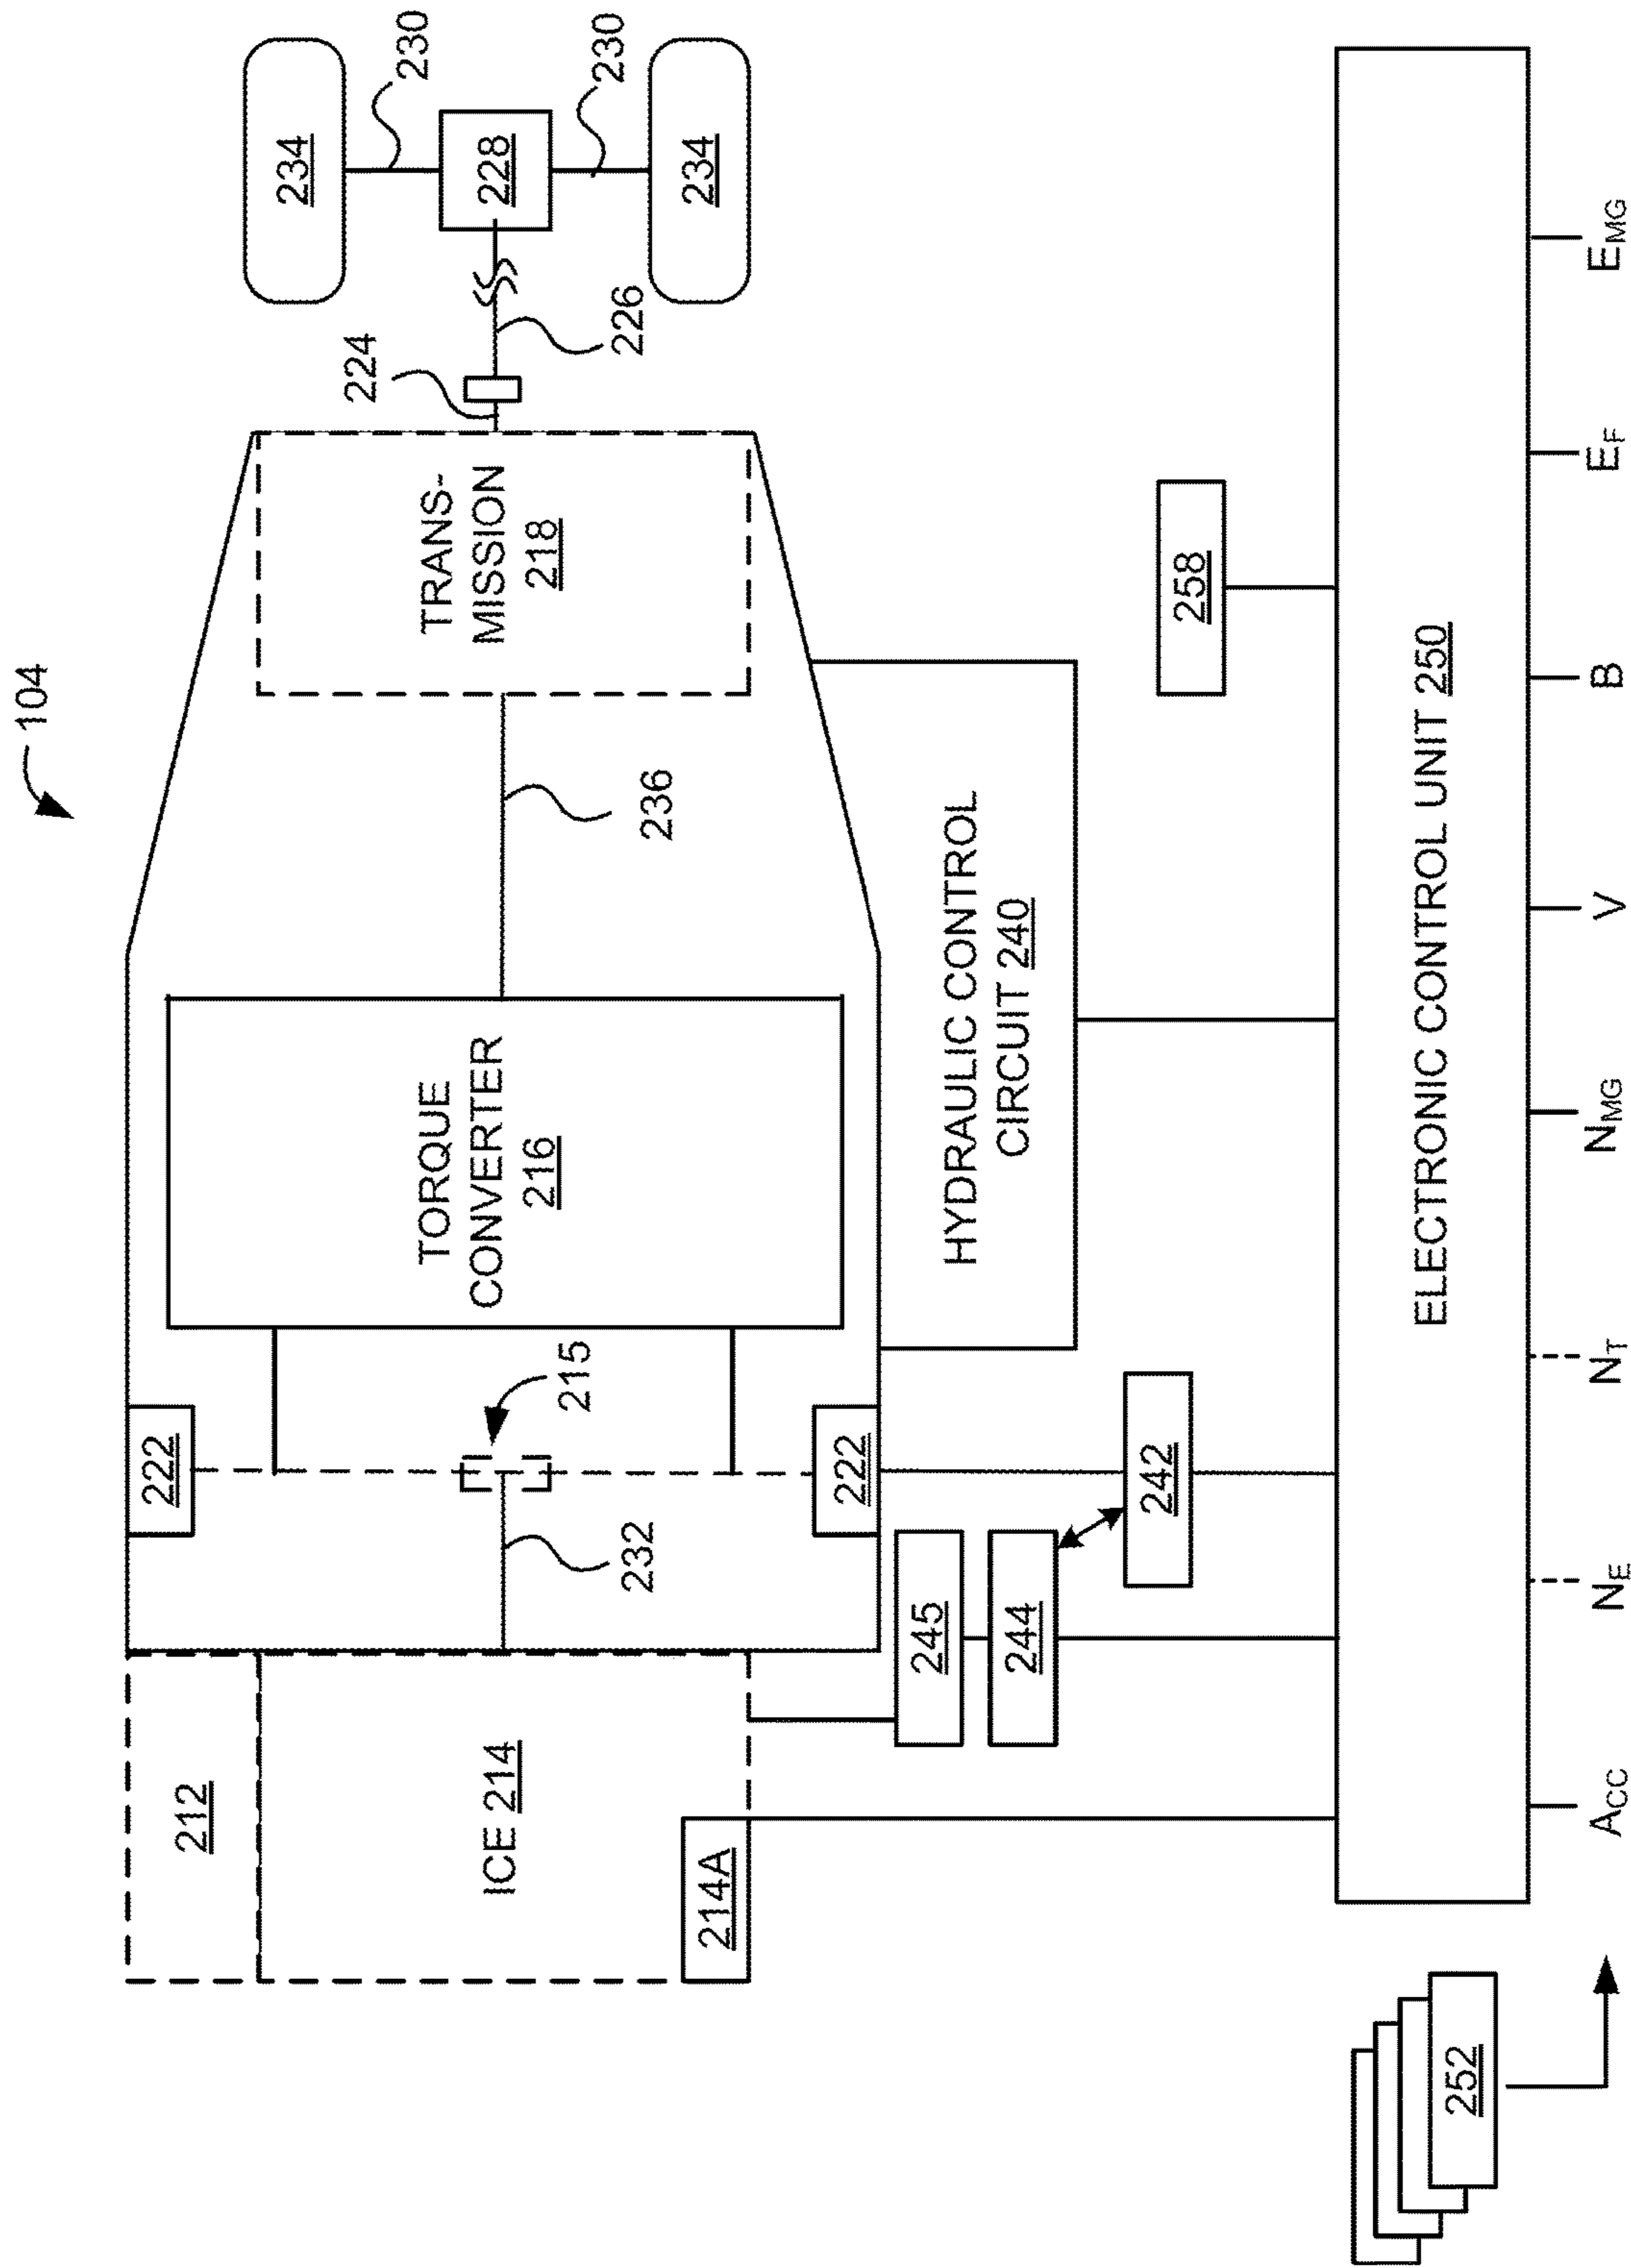 104
212
ICE 214
214A
222
232
215
222
TORQUE
CONVERTER
216
236
TRANS-
MISSION
218
224
226
228
230
230
234
234
HYDRAULIC CONTROL
CIRCUIT 240
245
244
242
258
ELECTRONIC CONTROL UNIT 250
252
ACC
NE
NT
NMG
V
B
EF
EMG